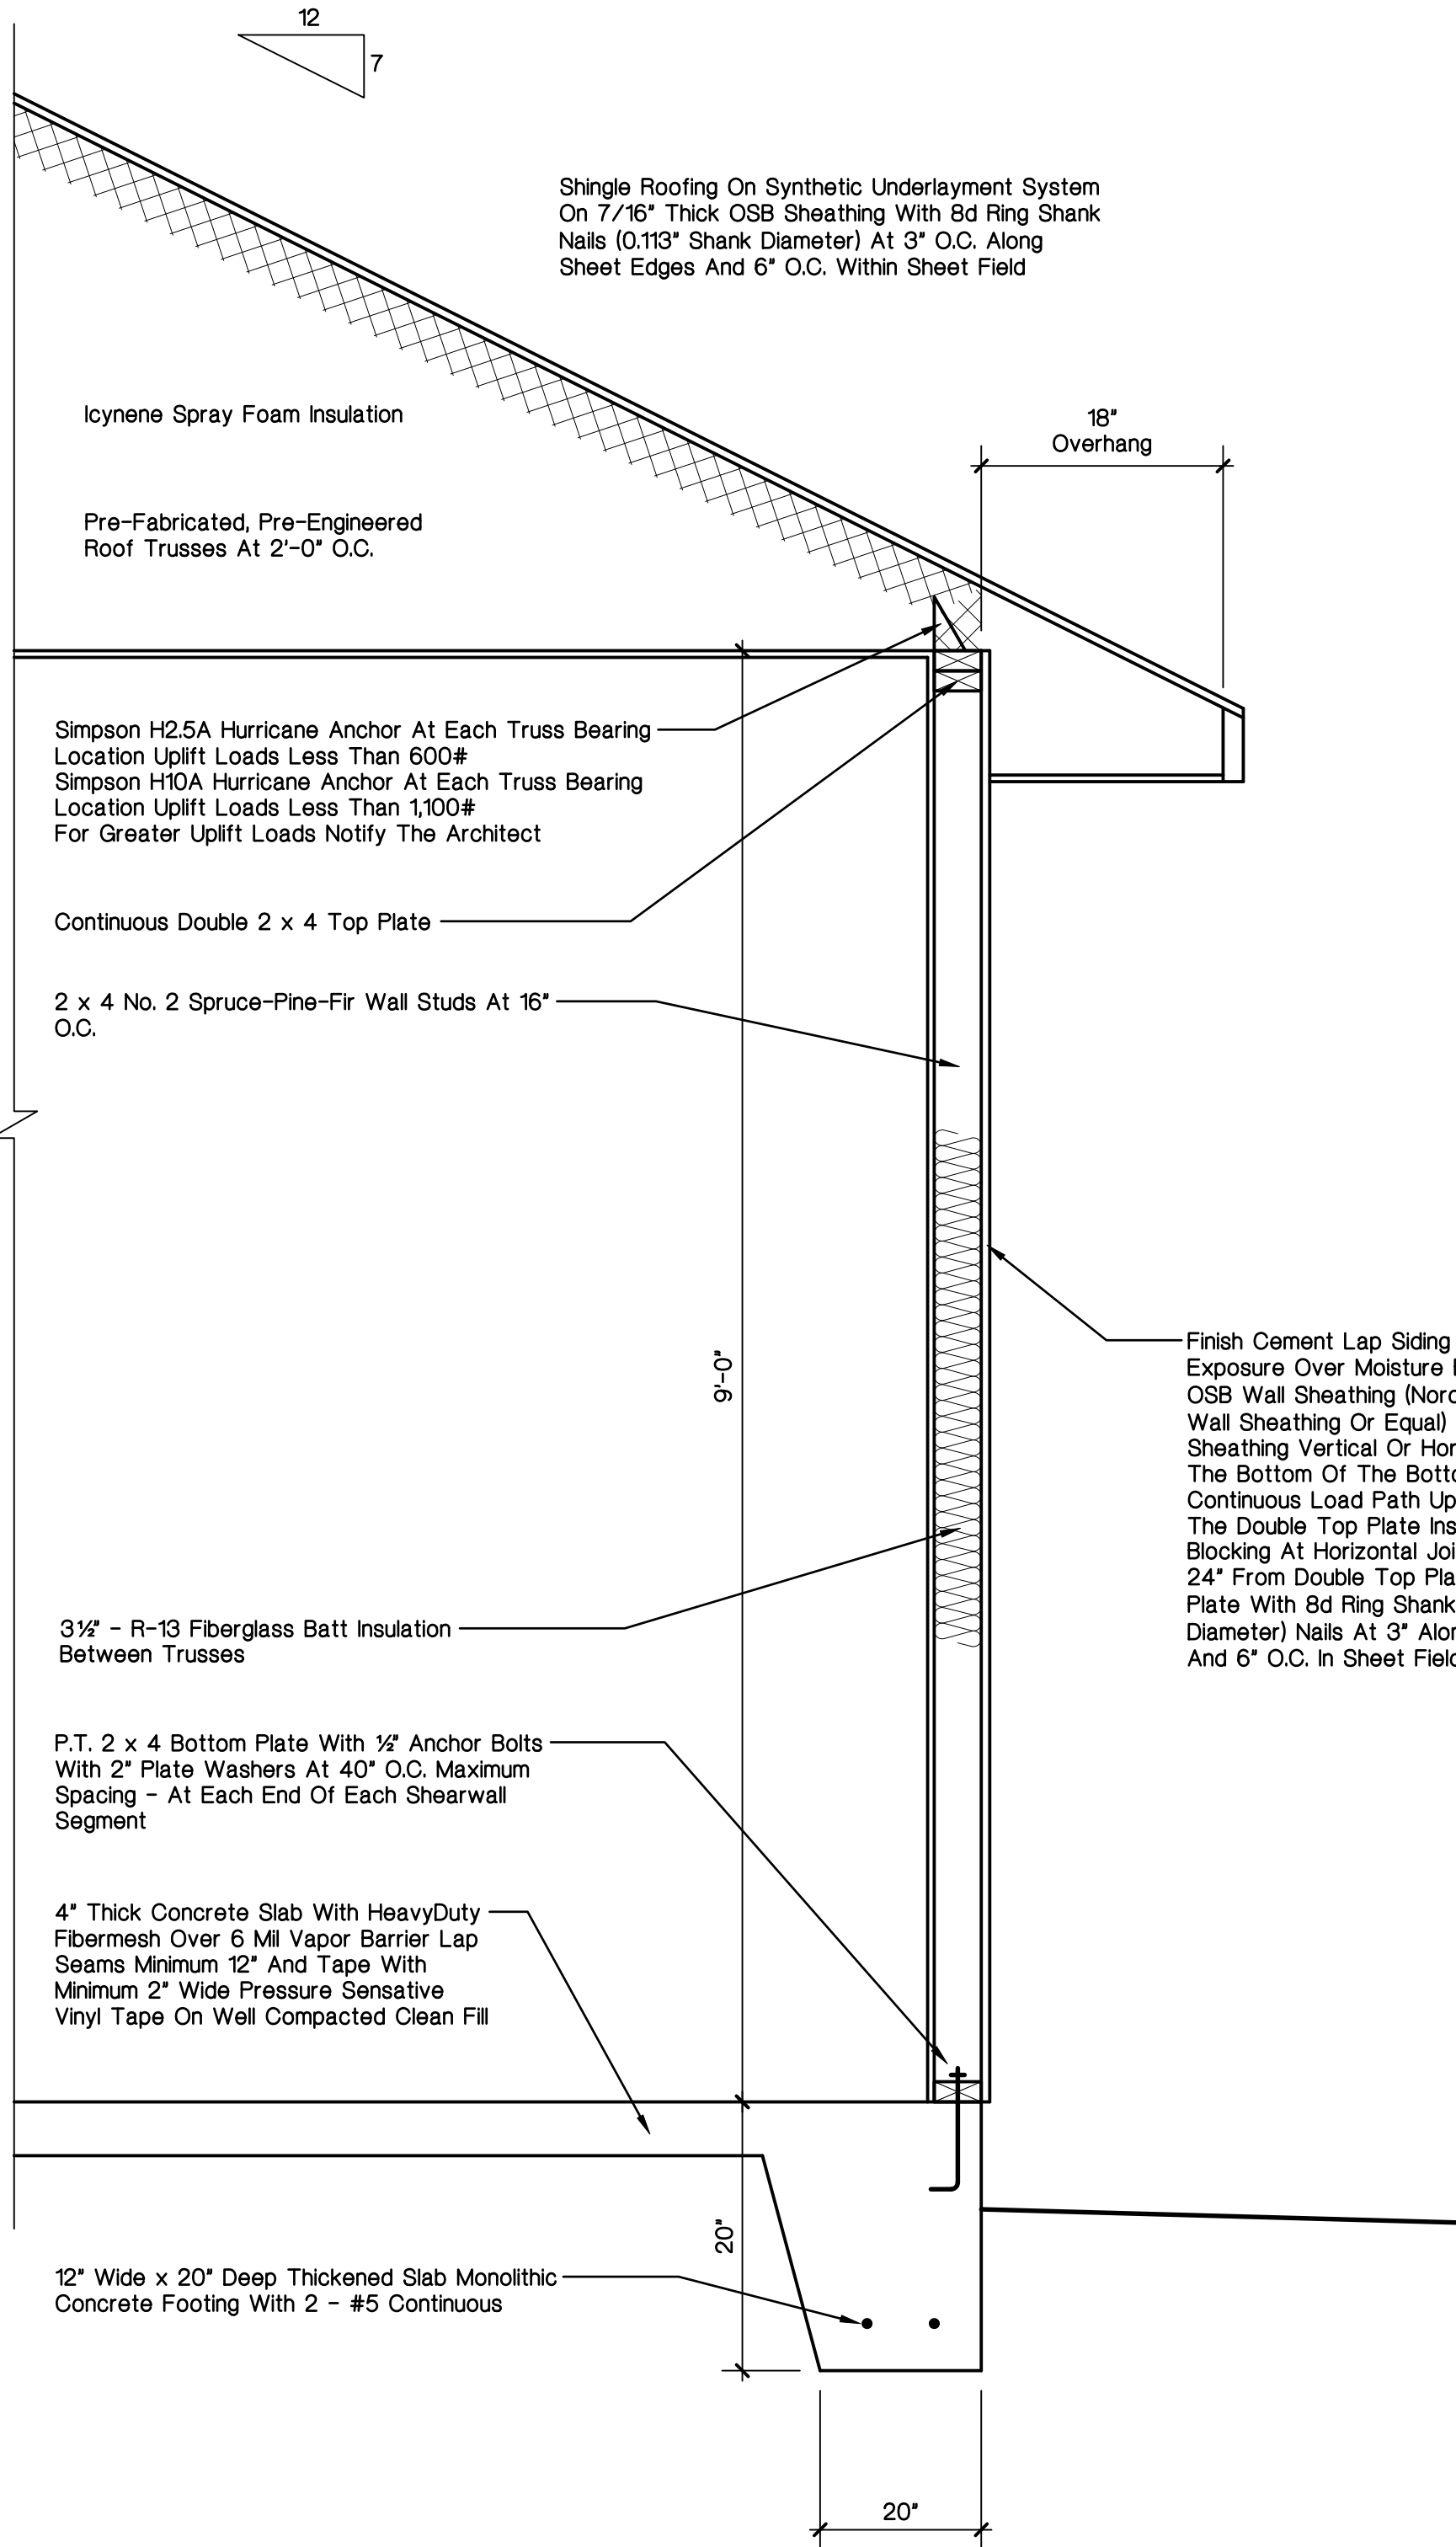 12
7
Shingle Roofing On Synthetic Underlayment System
On 7/16" Thick OSB Sheathing With 8d Ring Shank
Nails (0.113" Shank Diameter) At 3" O.C. Along
Sheet Edges And 6" O.C. Within Sheet Field
Icynene Spray Foam Insulation
18"
Overhang
Pre-Fabricated, Pre-Engineered
Roof Trusses At 2'-0" O.C.
Simpson H2.5A Hurricane Anchor At Each Truss Bearing
Location Uplift Loads Less Than 600#
Simpson H10A Hurricane Anchor At Each Truss Bearing
Location Uplift Loads Less Than 1,100#
For Greater Uplift Loads Notify The Architect
Continuous Double 2 x 4 Top Plate
2 x 4 No. 2 Spruce-Pine-Fir Wall Studs At 16"
O.C.
9'-0"
Finish Cement Lap Siding
Exposure Over Moisture
OSB Wall Sheathing
Wall Sheathing Or Equal)
Sheathing Vertical Or
The Bottom Of The
Continuous Load Path Up
The Double Top Plate
Blocking At Horizontal
24" From Double Top
Plate With 8d Ring Shank
Diameter) Nails At 3"
And 6" O.C. In Sheet
3½" - R-13 Fiberglass Batt Insulation
Between Trusses
P.T. 2 x 4 Bottom Plate With ½" Anchor Bolts
With 2" Plate Washers At 40" O.C. Maximum
Spacing - At Each End Of Each Shearwall
Segment
4" Thick Concrete Slab With HeavyDuty
Fibermesh Over 6 Mil Vapor Barrier Lap
Seams Minimum 12" And Tape With
Minimum 2" Wide Pressure Sensative
Vinyl Tape On Well Compacted Clean Fill
20"
12" Wide x 20" Deep Thickened Slab Monolithic
Concrete Footing With 2 - #5 Continuous
20"